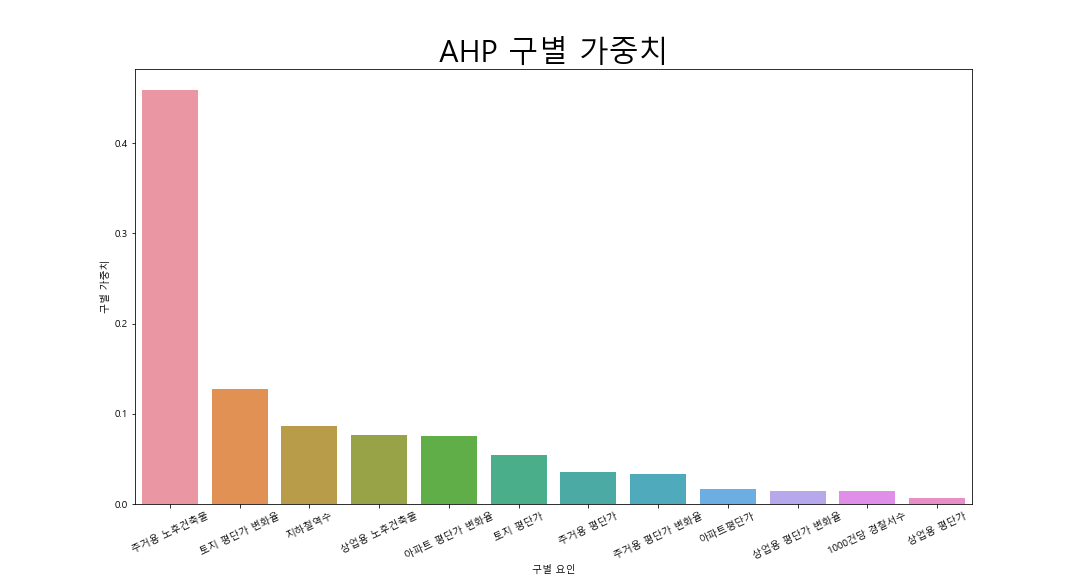 AHP 구별 가중치
구별 가중치
0.4
0.3
0.2
0.1
0.0
주거용 노후건축물
토지 평단가 변화율
지하철역수
상업용 노후건축물
아파트 평단가 변화율
토지 평단가
주거용 평단가
주거용 평단가 변화율
아파트평단가
상업용 평단가 변화율
1000건당 경찰서수
상업용 평단가
구별 요인